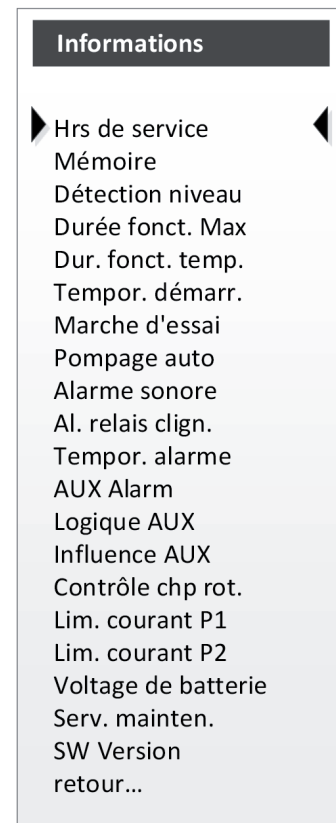 Informations
Hrs de service
Mémoire
Détection niveau
Durée fonct. Max
Dur. fonct. temp.
Tempor. démarr.
Marche d'essai
Pompage auto
Alarme sonore
Al. relais clign.
Tempor. alarme
AUX Alarm
Logique AUX
Influence AUX
Contrôle chp rot.
Lim. courant P1
Lim. courant P2
Voltage de batterie
Serv. mainten.
SW Version
retour...